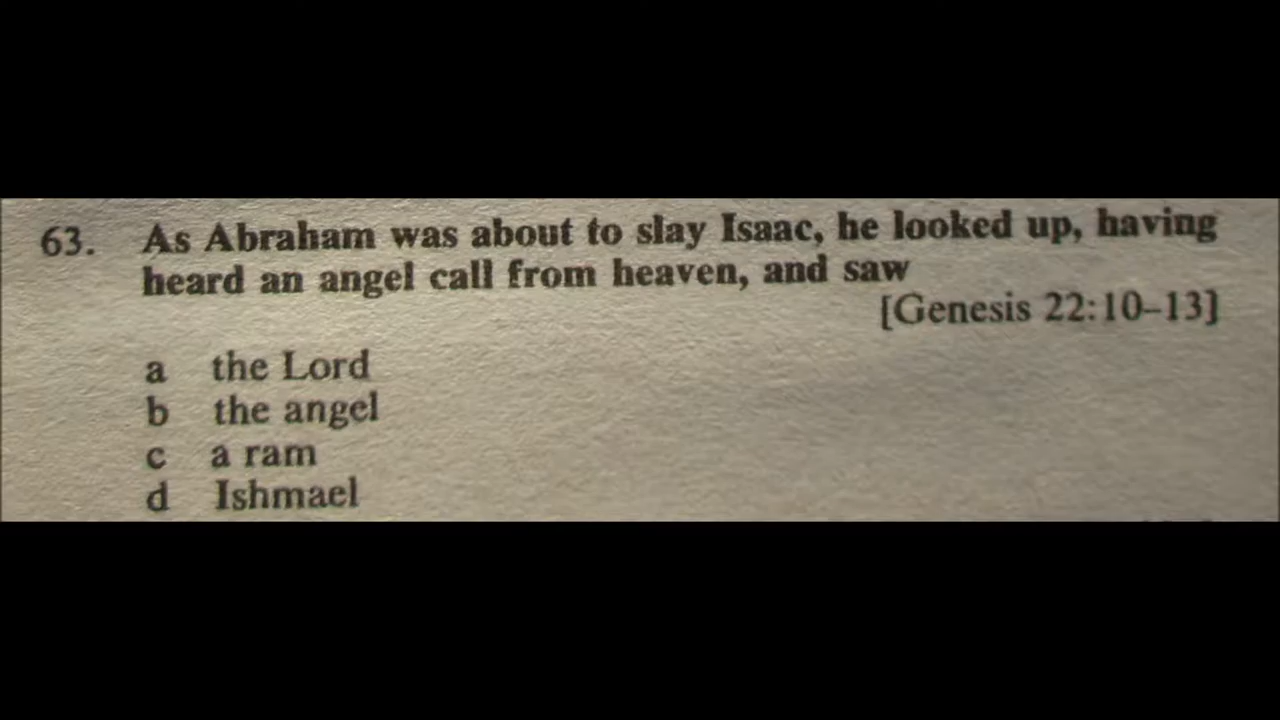 63. As Abraham was about to slay Isaac, he looked up, having
heard an angel call from heaven, and saw
[Genesis 22:10–13]
a the Lord
b the angel
c a ram
d Ishmael